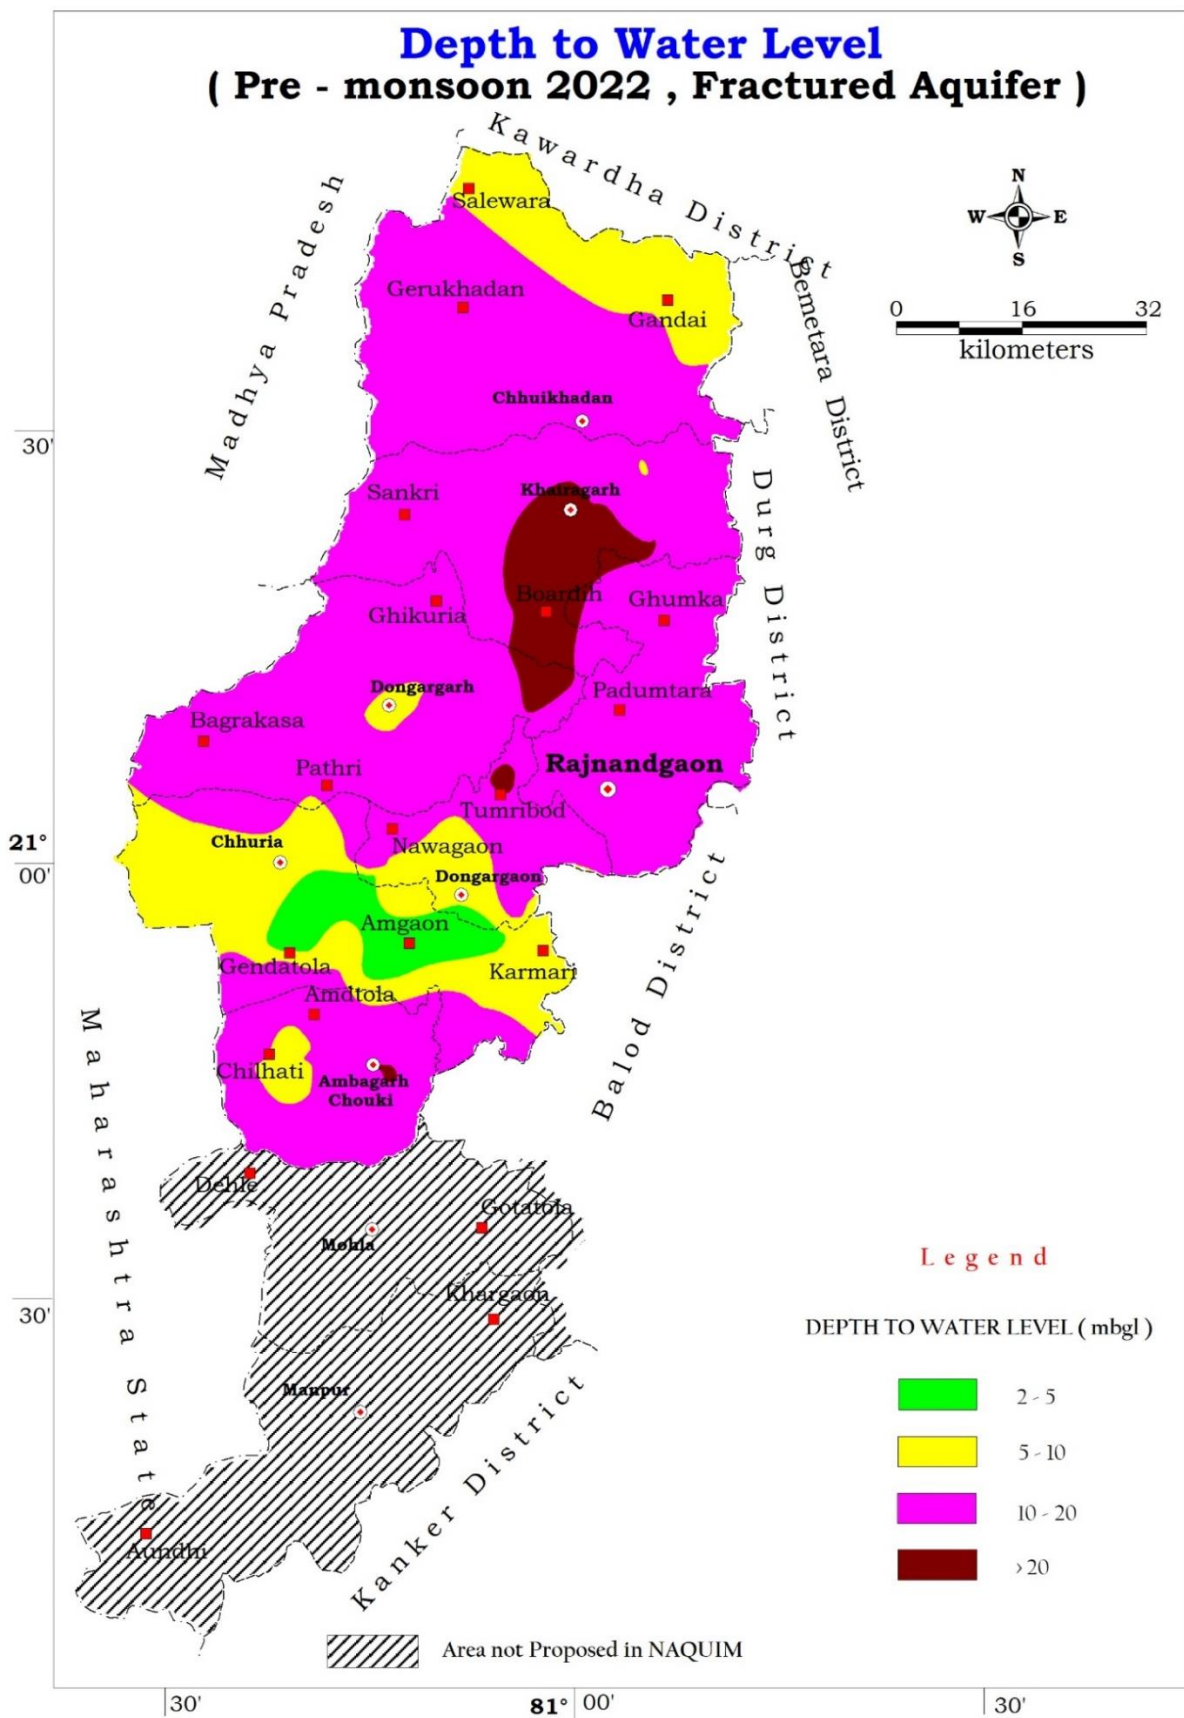 Depth to Water Level
( Pre - monsoon 2022 , Fractured Aquifer )
Kawardha District
Madhya Pradesh
Bemetara District
N
W E
S
0 16 32
kilometers
Salewara
Gerukhadan
Gandai
Chhuikhadan
30'
Durg District
Sankri
Khairagarh
Boardih
Ghumka
Ghikuria
Dongargarh
Padumtara
Bagrakasa
Pathri
Rajnandgaon
Tumribod
Chhuria
Nawagaon
21°
00'
Dongargaon
Amgaon
Gendatola
Karmari
Balod District
Amdtola
Chilhati
Ambagarh
Chouki
Maharashtra State
Dehle
Gotatola
Mohla
Khargaon
30'
Manpur
Kanker District
Aundhi
Legend
DEPTH TO WATER LEVEL ( mbgl )
2 - 5
5 - 10
10 - 20
>20
Area not Proposed in NAQUIM
30' 81° 00' 30'